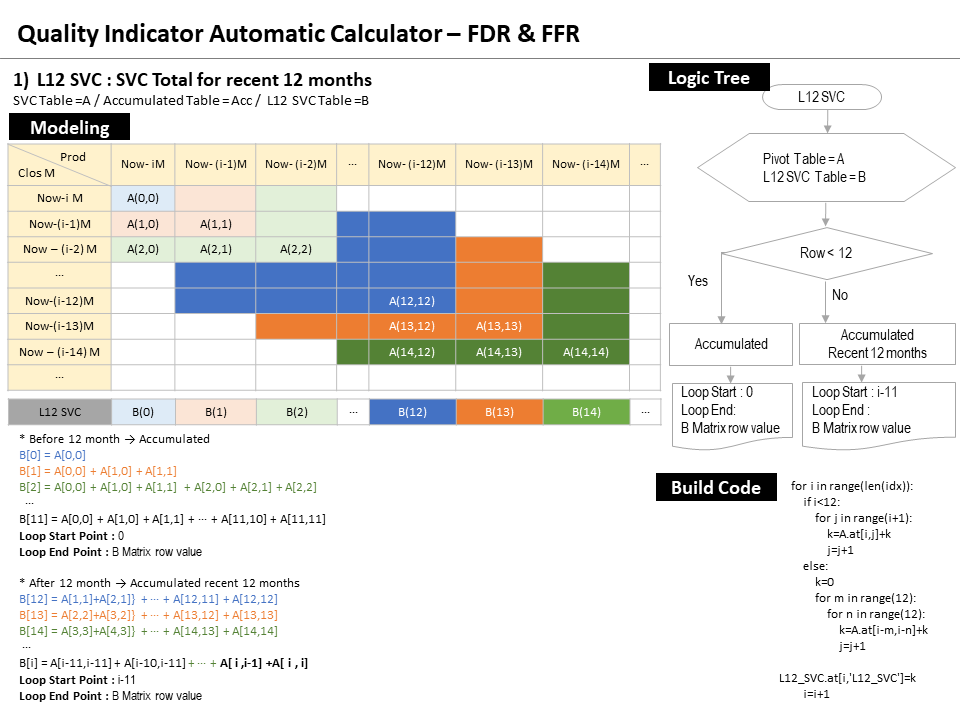 Quality Indicator Automatic Calculator – FDR & FFR
1) L12 SVC : SVC Total for recent 12 months
SVC Table =A / Accumulated Table = Acc / L12 SVC Table =B
Modeling
Prod
Clos M
Now- iM
Now- (i-1)M
Now- (i-2)M
...
Now- (i-12)M
Now- (i-13)M
Now- (i-14)M
...
Now-i M
A(0,0)
Now-(i-1)M
A(1,0)
A(1,1)
Now – (i-2) M
A(2,0)
A(2,1)
A(2,2)
...
Now-(i-12)M
A(12,12)
Now-(i-13)M
A(13,12)
A(13,13)
Now – (i-14) M
A(14,12)
A(14,13)
A(14,14)
...
L12 SVC
B(0)
B(1)
B(2)
...
B(12)
B(13)
B(14)
...
* Before 12 month → Accumulated
B[0] = A[0,0]
B[1] = A[0,0] + A[1,0] + A[1,1]
B[2] = A[0,0] + A[1,0] + A[1,1] + A[2,0] + A[2,1] + A[2,2]
...
B[11] = A[0,0] + A[1,0] + A[1,1] + ··· + A[11,10] + A[11,11]
Loop Start Point : 0
Loop End Point : B Matrix row value
* After 12 month → Accumulated recent 12 months
B[12] = A[1,1]+A[2,1]} + ··· + A[12,11] + A[12,12]
B[13] = A[2,2]+A[3,2]} + ··· + A[13,12] + A[13,13]
B[14] = A[3,3]+A[4,3]} + ··· + A[14,13] + A[14,14]
...
B[i] = A[i-11,i-11] + A[i-10,i-11] + ··· + A[ i ,i-1] +A[ i , i]
Loop Start Point : i-11
Loop End Point : B Matrix row value
Logic Tree
L12 SVC
Pivot Table = A
L12 SVC Table = B
Row < 12
Yes
No
Accumulated
Accumulated
Recent 12 months
Loop Start : 0
Loop End:
B Matrix row value
Loop Start : i-11
Loop End :
B Matrix row value
Build Code
for i in range(len(idx)):
if i<12:
for j in range(i+1):
k=A.at[i,j]+k
j=j+1
else:
k=0
for m in range(12):
for n in range(12):
k=A.at[i-m,i-n]+k
j=j+1
L12_SVC.at[i,'L12_SVC']=k
i=i+1